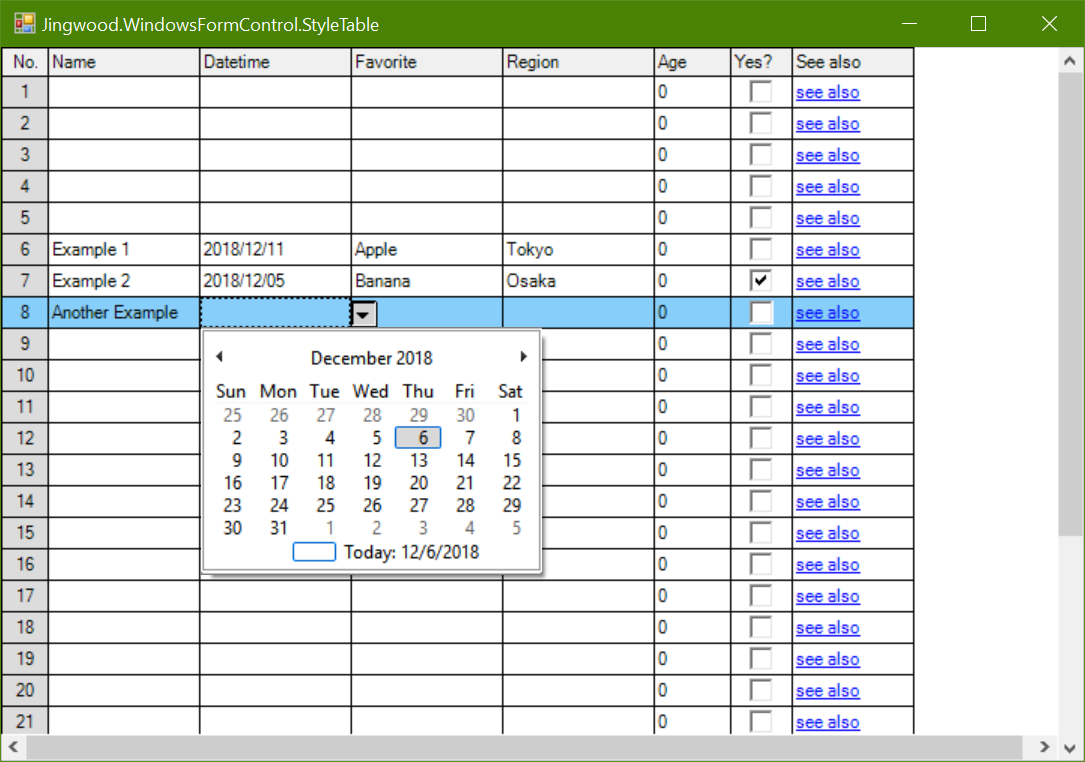 Jingwood.WindowsFormControl.StyleTable
No. Name Datetime Favorite Region Age Yes? See also
1 0 see also
2 0 see also
3 0 see also
4 0 see also
5 0 see also
6 Example 1 2018/12/11 Apple Tokyo 0 see also
7 Example 2 2018/12/05 Banana Osaka 0 see also
8 Another Example 0 see also
9 0 see also
December 2018
10 0 see also
Sun Mon Tue Wed Thu Fri Sat
11 0 see also
25 26 27 28 29 30 1
12 0 see also
2 3 4 5 6 7 8
13 0 see also
9 10 11 12 13 14 15
14 0 see also
16 17 18 19 20 21 22
15 0 see also
23 24 25 26 27 28 29
16 0 see also
30 31 1 2 3 4 5
Today: 12/6/2018
17 0 see also
18 0 see also
19 0 see also
20 0 see also
21 0 see also